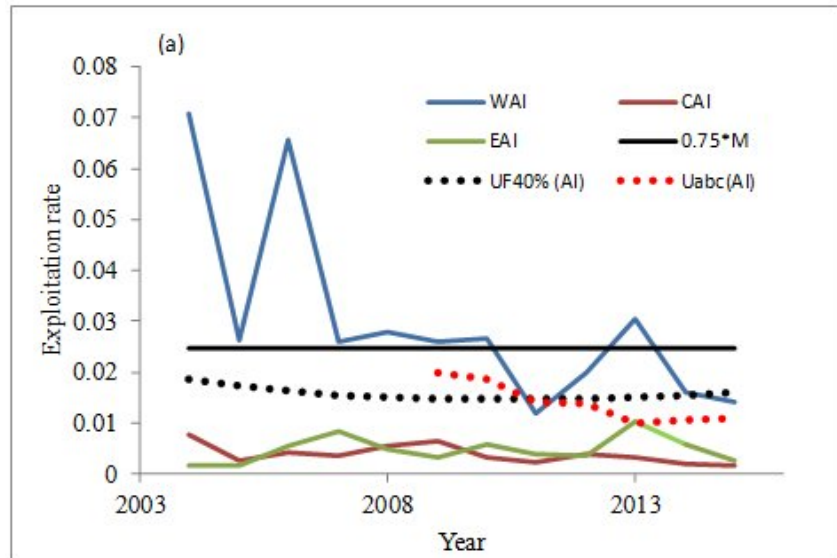 (a)
0.08
0.07
0.06
0.05
0.04
0.03
0.02
0.01
0
Exploitation rate
WAI CAI
EAI 0.75*M
UF40% (AI) Uabc(AI)
2003 2008 2013
Year